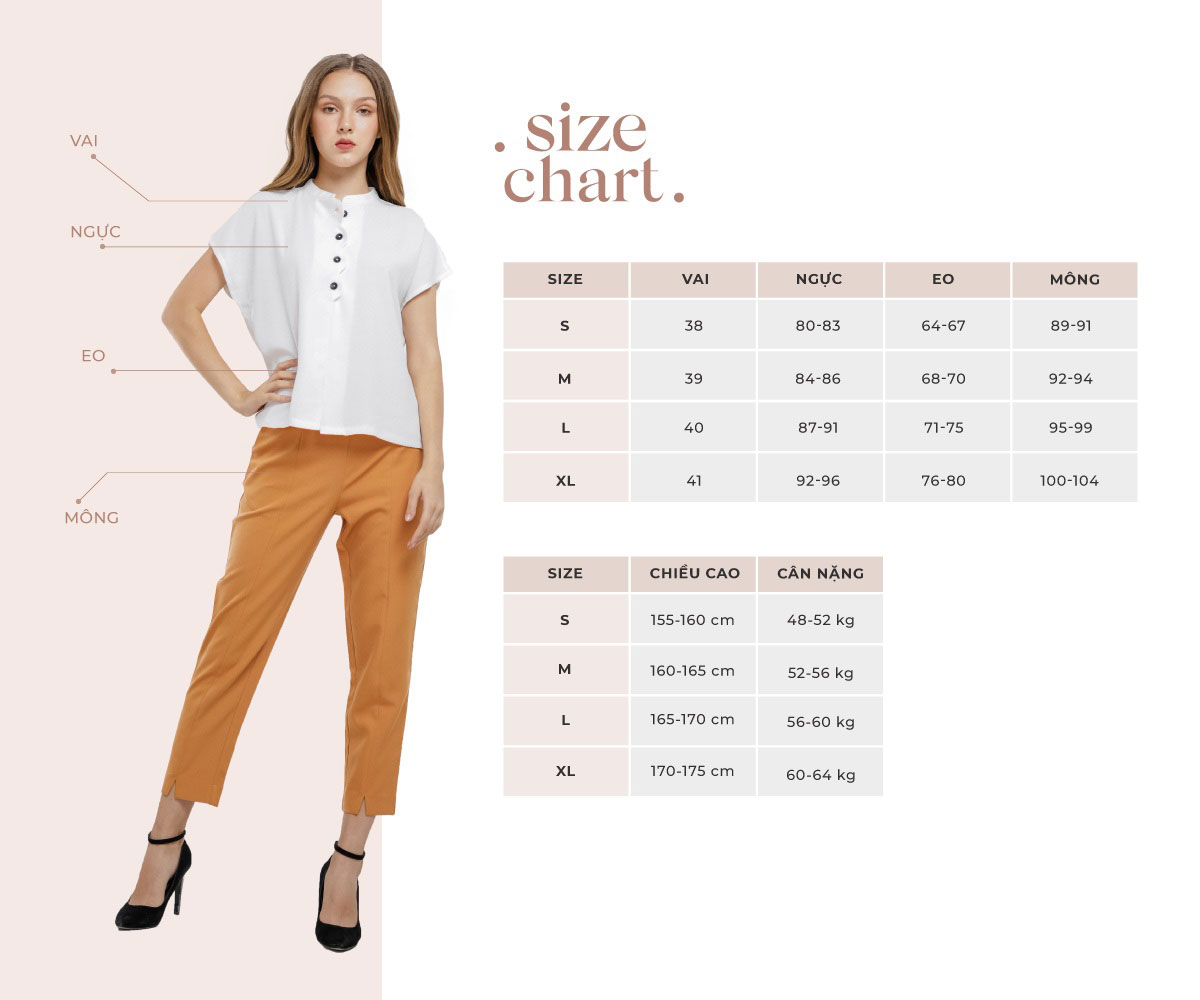 VAI
NGỰC
EO
MÔNG
. size
chart .
SIZE VAI NGỰC EO MÔNG
S 38 80-83 64-67 89-91
M 39 84-86 68-70 92-94
L 40 87-91 71-75 95-99
XL 41 92-96 76-80 100-104
SIZE CHIỀU CAO CÂN NẶNG
S 155-160 cm 48-52 kg
M 160-165 cm 52-56 kg
L 165-170 cm 56-60 kg
XL 170-175 cm 60-64 kg